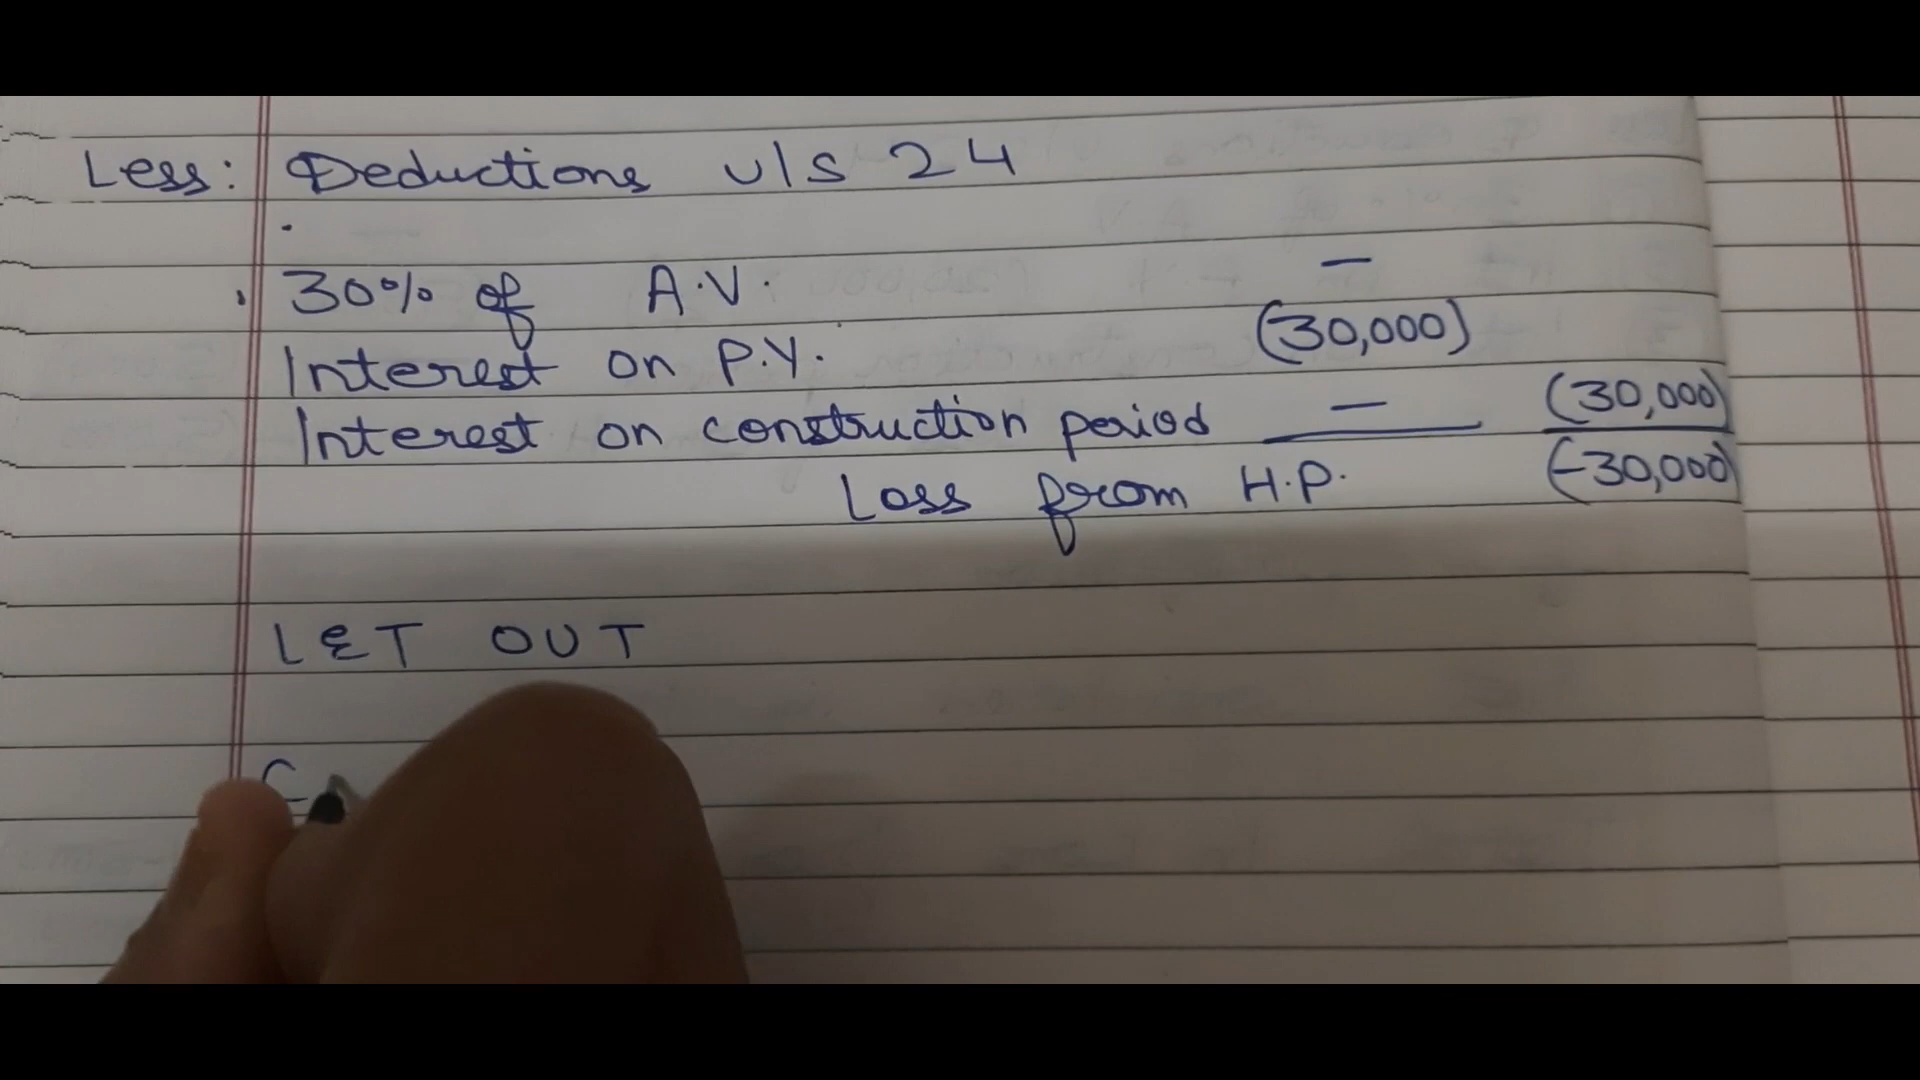 Less: Deductions u/s 24
30% of A.V. —
Interest on P.Y. (30,000)
Interest on construction period — (30,000)
Loss from H.P. (-30,000)
LET OUT